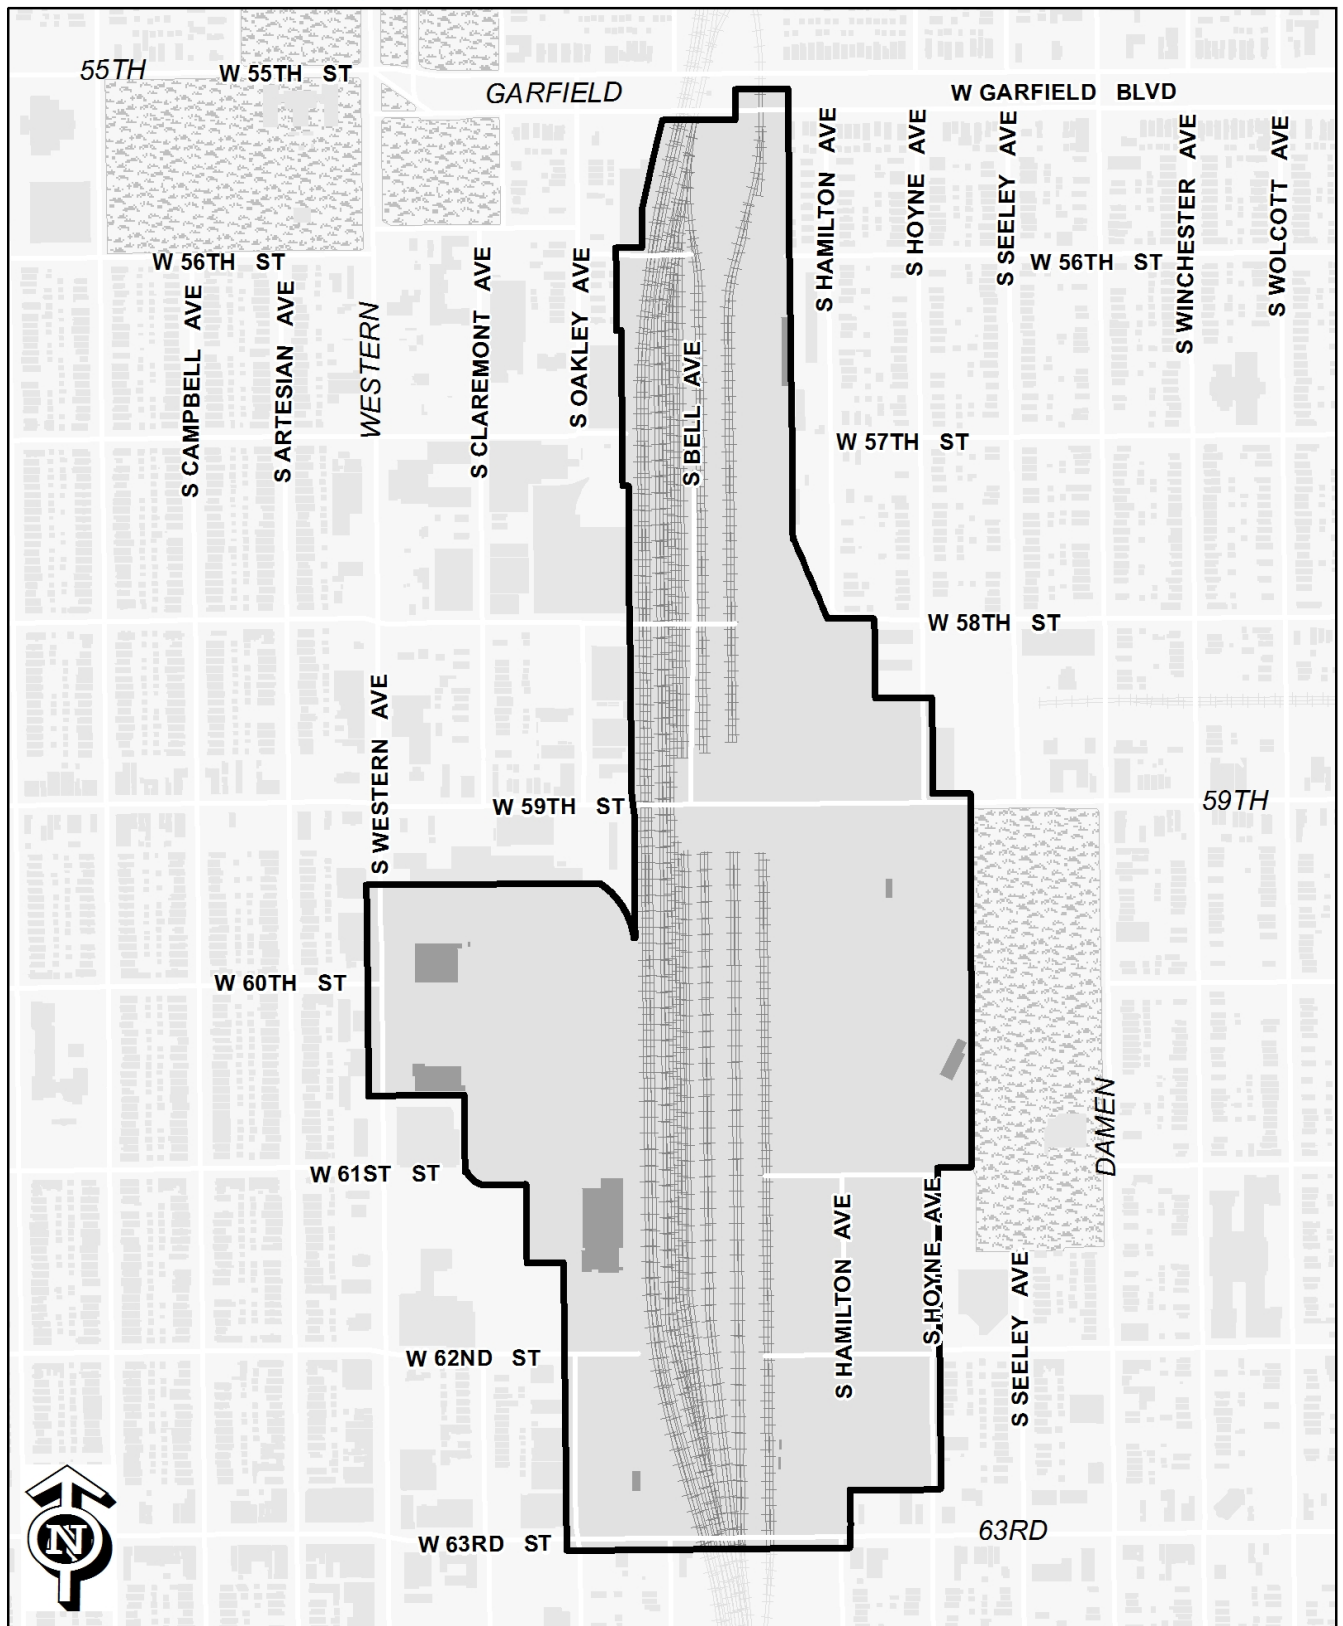 55TH
W 55TH ST
GARFIELD
W GARFIELD BLVD
S HAMILTON AVE
S HOYNE AVE
S SEELEY AVE
S WINCHESTER AVE
S WOLCOTT AVE
W 56TH ST
W 56TH ST
S CAMPBELL AVE
S ARTESIAN AVE
WESTERN
S CLAREMONT AVE
S OAKLEY AVE
S BELL AVE
W 57TH ST
W 58TH ST
S WESTERN AVE
W 59TH ST
59TH
W 60TH ST
DAMEN
W 61ST ST
S HAMILTON AVE
S HOYNE AVE
S SEELEY AVE
W 62ND ST
N
W 63RD ST
63RD